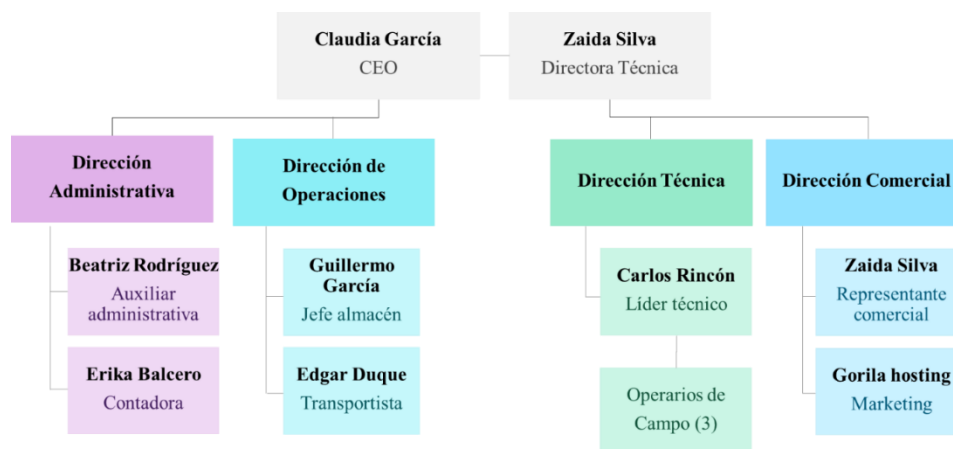 Claudia García
CEO
Zaida Silva
Directora Técnica
Dirección
Administrativa
Dirección de
Operaciones
Dirección Técnica
Dirección Comercial
Beatriz Rodríguez
Auxiliar
administrativa
Erika Balcero
Contadora
Guillermo
García
Jefe almacén
Edgar Duque
Transportista
Carlos Rincón
Líder técnico
Operarios de
Campo (3)
Zaida Silva
Representante
comercial
Gorila hosting
Marketing